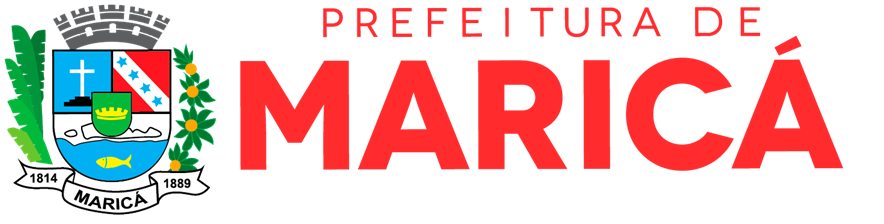 PREFEITURA DE
MARICÁ
1814
MARICÁ
1889